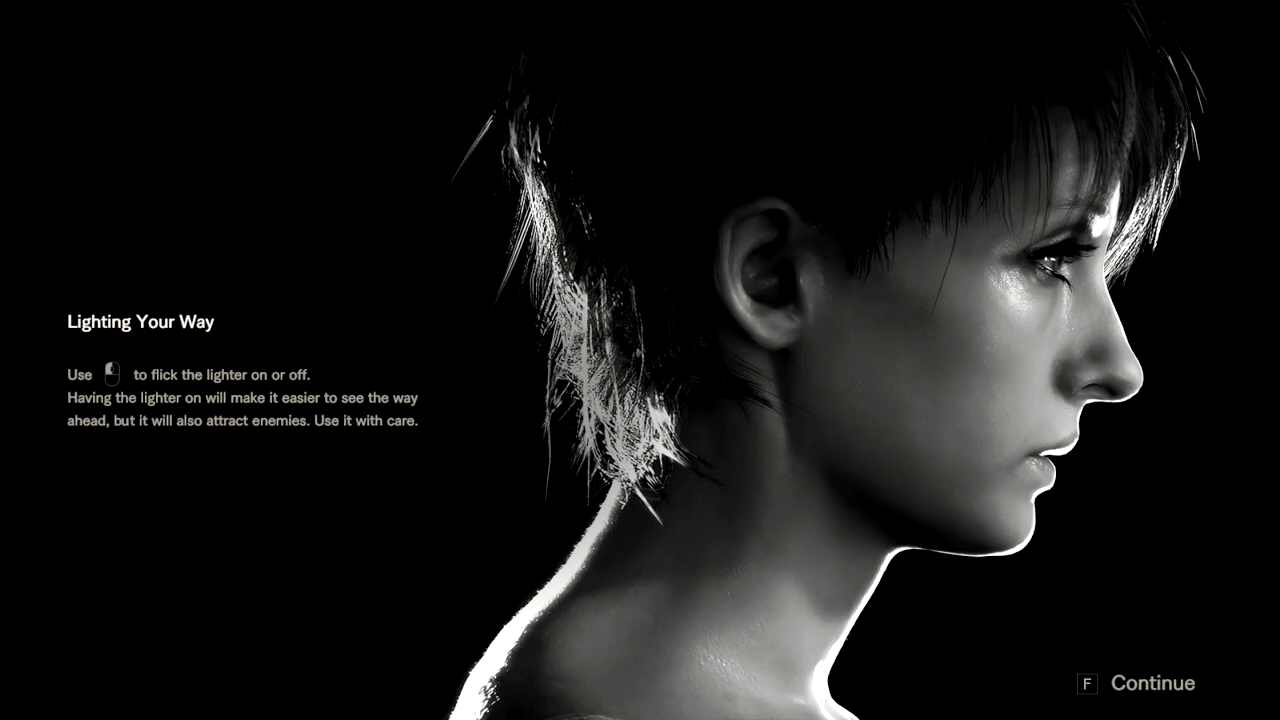 Lighting Your Way
Use to flick the lighter on or off.
Having the lighter on will make it easier to see the way
ahead, but it will also attract enemies. Use it with care.
F Continue